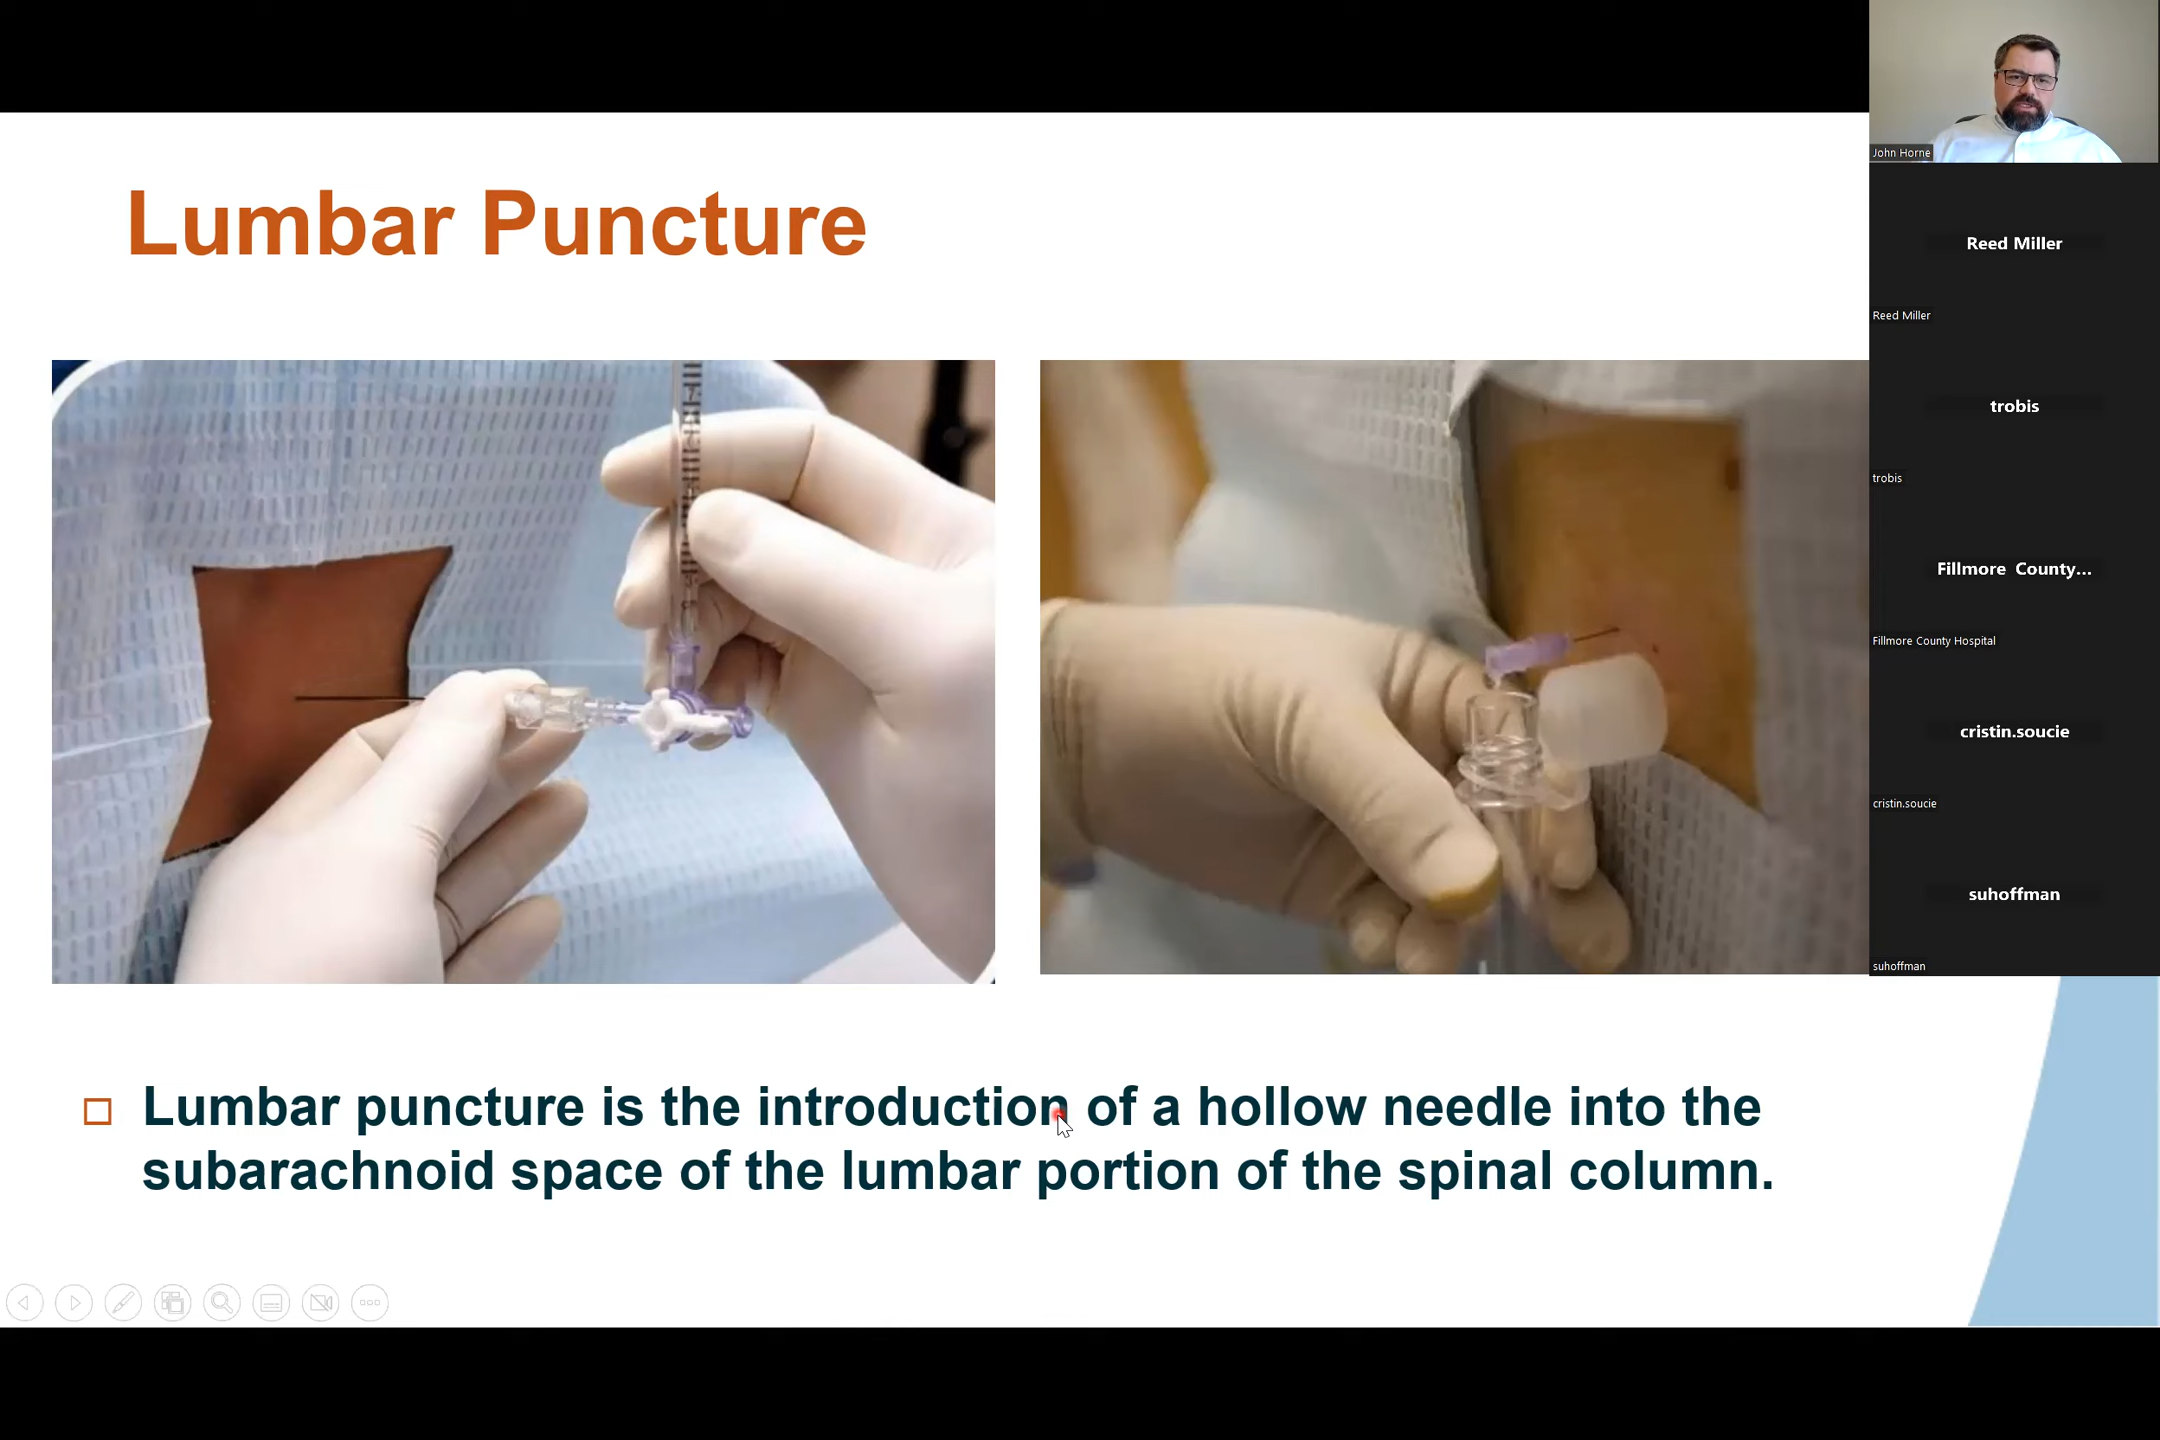 Lumbar Puncture
Lumbar puncture is the introduction of a hollow needle into the
subarachnoid space of the lumbar portion of the spinal column.
John Horne
Reed Miller
Reed Miller
trobis
trobis
Fillmore County...
Fillmore County Hospital
cristin.soucie
cristin.soucie
suhoffman
suhoffman